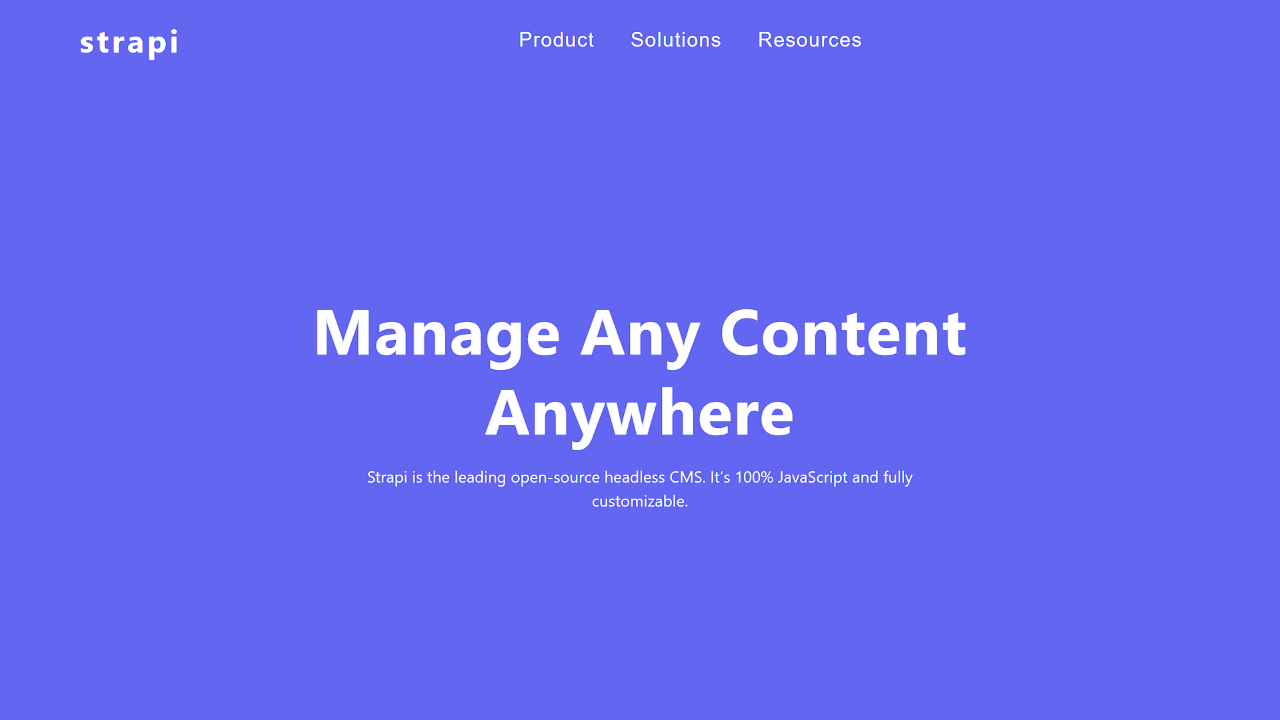 strapi
Product Solutions Resources
Manage Any Content
Anywhere
Strapi is the leading open-source headless CMS. It’s 100% JavaScript and fully
customizable.